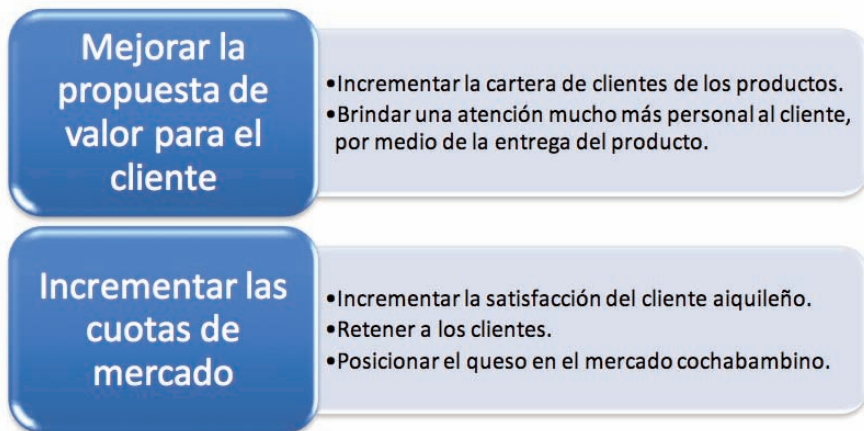 Mejorar la
propuesta de
valor para el
cliente
•Incrementar la cartera de clientes de los productos.
•Brindar una atención mucho más personal al cliente,
por medio de la entrega del producto.
Incrementar las
cuotas de
mercado
•Incrementar la satisfacción del cliente aiquileño.
•Retener a los clientes.
•Posicionar el queso en el mercado cochabambino.